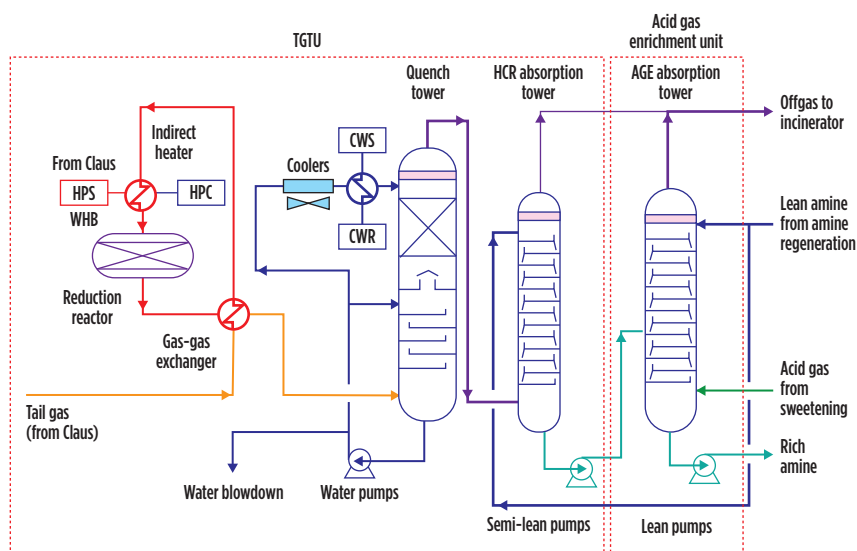 TGTU
Acid gas
enrichment unit
Quench
tower
HCR absorption
tower
AGE absorption
tower
Offgas to
incinerator
Indirect
heater
CWS
From Claus
Coolers
HPS
HPC
WHB
CWR
Lean amine
from amine
regeneration
Reduction
reactor
Gas-gas
exchanger
Tail gas
(from Claus)
Acid gas
from
sweetening
Rich
amine
Water blowdown
Water pumps
Semi-lean pumps
Lean pumps